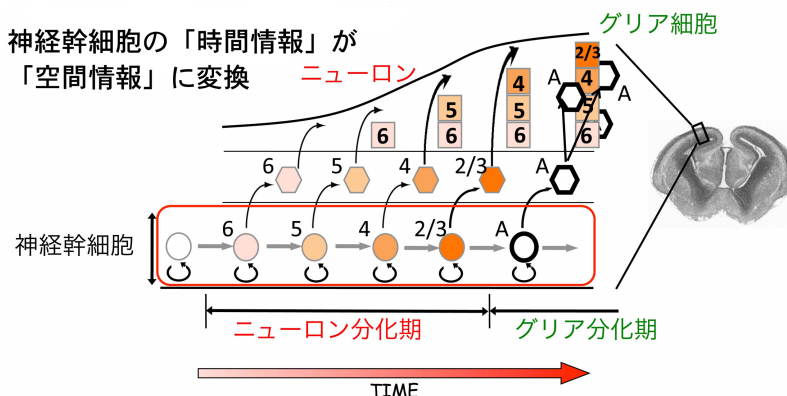 神経幹細胞の「時間情報」が
「空間情報」に変換
グリア細胞
ニューロン
2/3
4 4 A
5 5 5 A
6 6 6 6
6 5 4 2/3 A
6 5 4 2/3 A
神経幹細胞
ニューロン分化期
グリア分化期
TIME